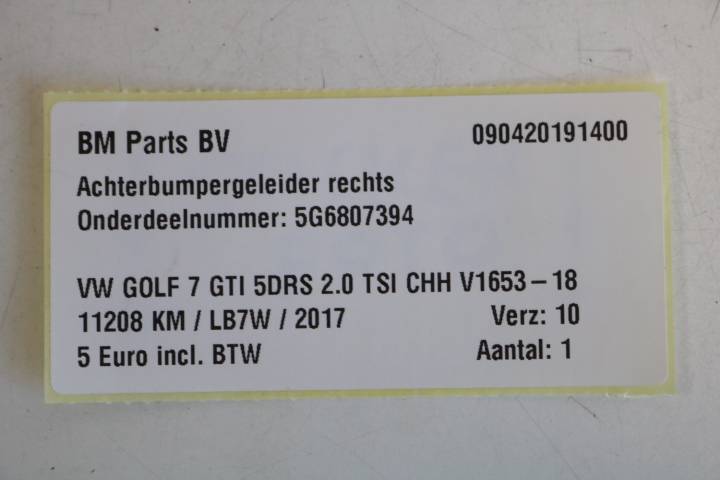 BM Parts BV 090420191400
Achterbumpergeleider rechts
Onderdeelnummer: 5G6807394
VW GOLF 7 GTI 5DRS 2.0 TSI CHH V1653-18
11208 KM / LB7W / 2017 Verz: 10
5 Euro incl. BTW Aantal: 1